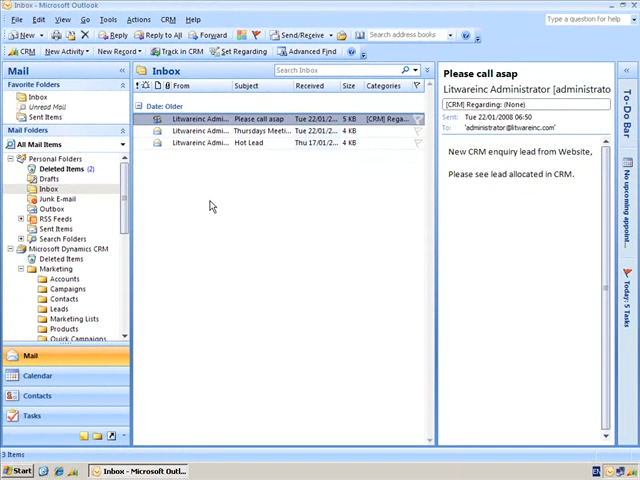 Inbox - Microsoft Outlook
File Edit View Go Tools Actions CRM Help
Type a question for help
New Reply Reply to All Forward Send/Receive Search address books
CRM New Activity New Record Track in CRM Set Regarding Advanced Find
Mail
Favorite Folders
Inbox
Unread Mail
Sent Items
Mail Folders
All Mail Items
Personal Folders
Deleted Items (2)
Drafts
Inbox
Junk E-mail
Outbox
RSS Feeds
Sent Items
Search Folders
Microsoft Dynamics CRM
Deleted Items
Marketing
Accounts
Campaigns
Contacts
Leads
Marketing Lists
Products
Quick Campaigns
Mail
Calendar
Contacts
Tasks
Inbox
Search Inbox
From Subject Received Size Categories
Date: Older
Litwareinc Admi... Please call asap Tue 22/01/2... 5 KB [CRM] Rega...
Litwareinc Admi... Thursdays Meeti... Tue 22/01/2... 4 KB
Litwareinc Admi... Hot Lead Thu 17/01/2... 4 KB
Please call asap
Litwareinc Administrator [administrato
[CRM] Regarding: (None)
Sent: Tue 22/01/2008 06:50
To: 'administrator@litwareinc.com'
New CRM enquiry lead from Website,
Please see lead allocated in CRM.
To-Do Bar
No upcoming appoint...
Today: 5 Tasks
3 Items
Start
Inbox - Microsoft Outl...
EN